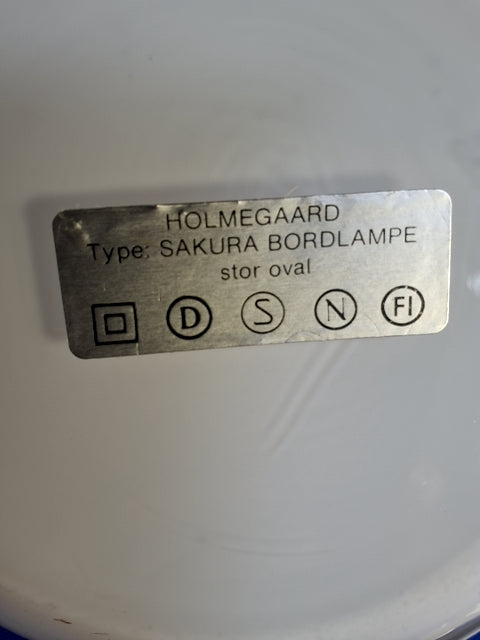 HOLMEGAARD
Type: SAKURA BORDLAMPE
stor oval
D S N FI